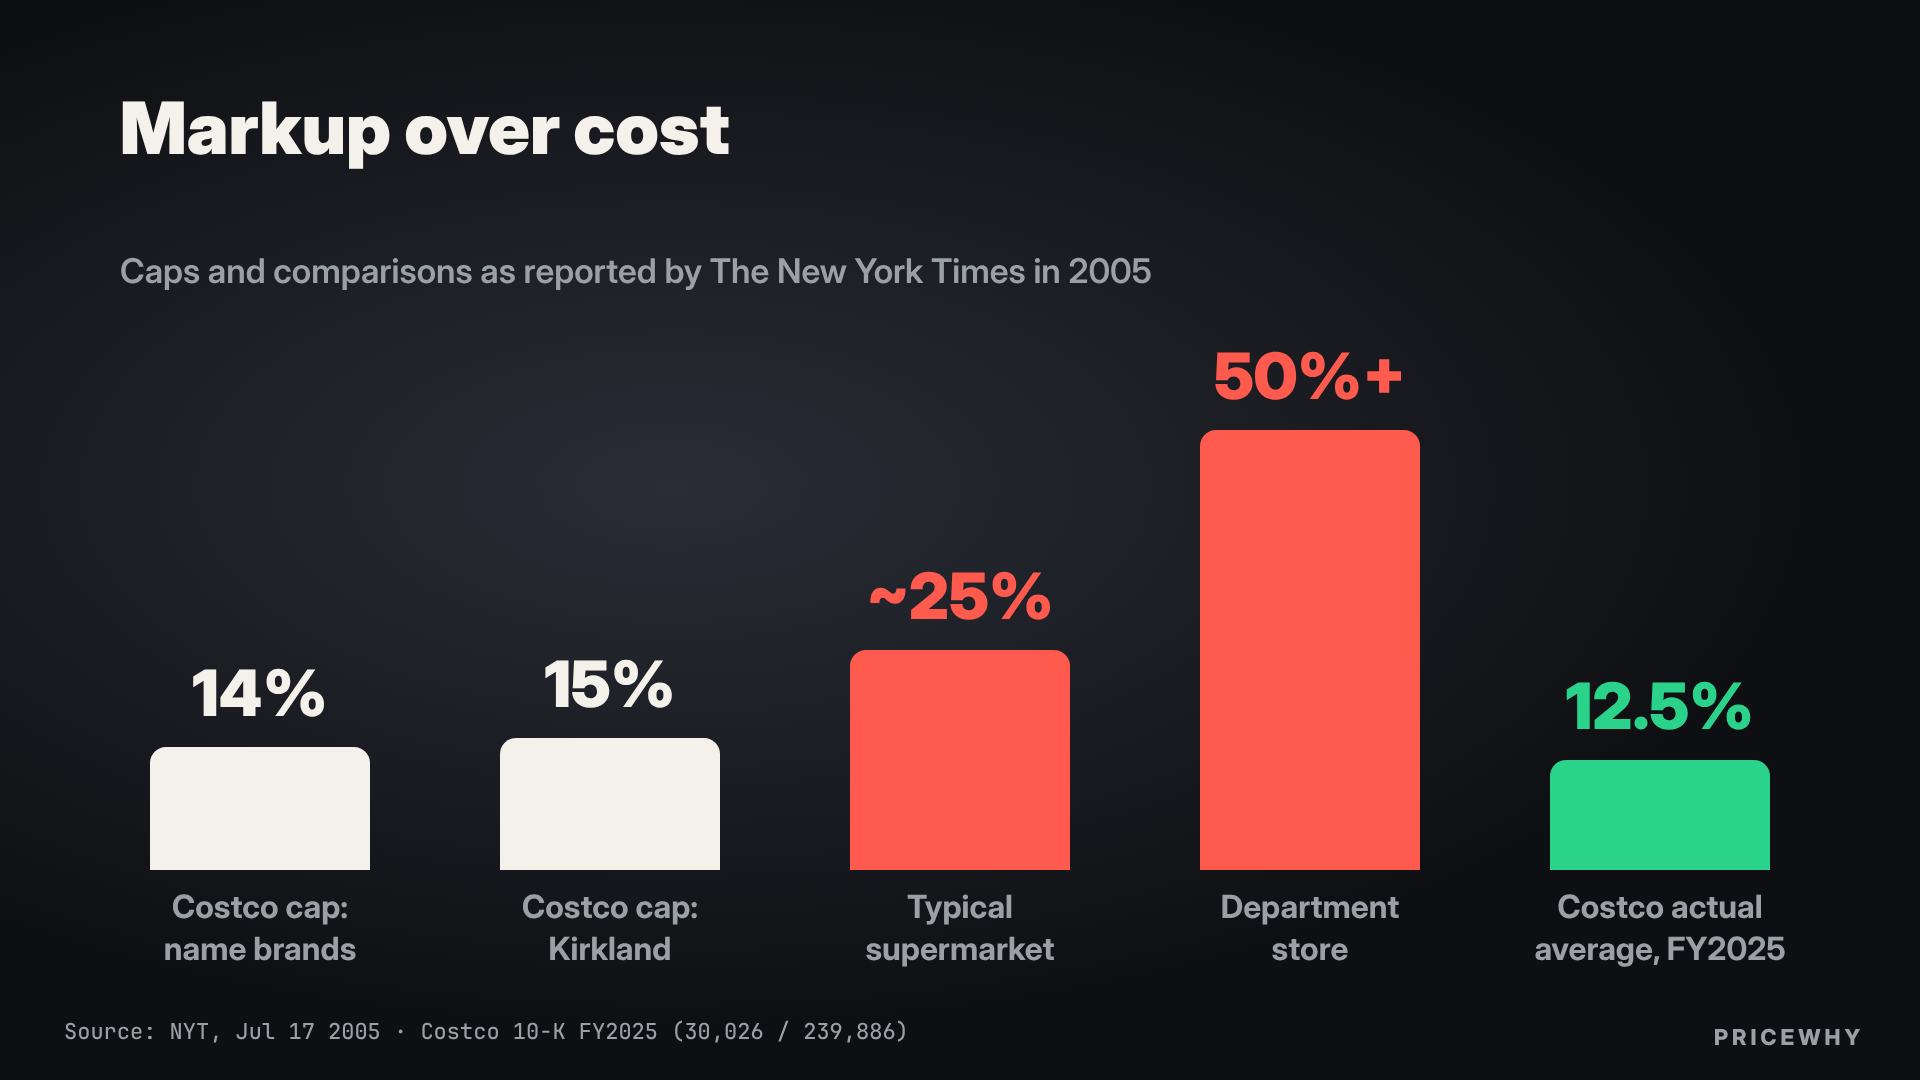 Markup over cost
Caps and comparisons as reported by The New York Times in 2005
14%
15%
~25%
50%+
12.5%
Costco cap:
name brands
Costco cap:
Kirkland
Typical
supermarket
Department
store
Costco actual
average, FY2025
Source: NYT, Jul 17 2005 · Costco 10-K FY2025 (30,026 / 239,886)
PRICEWHY